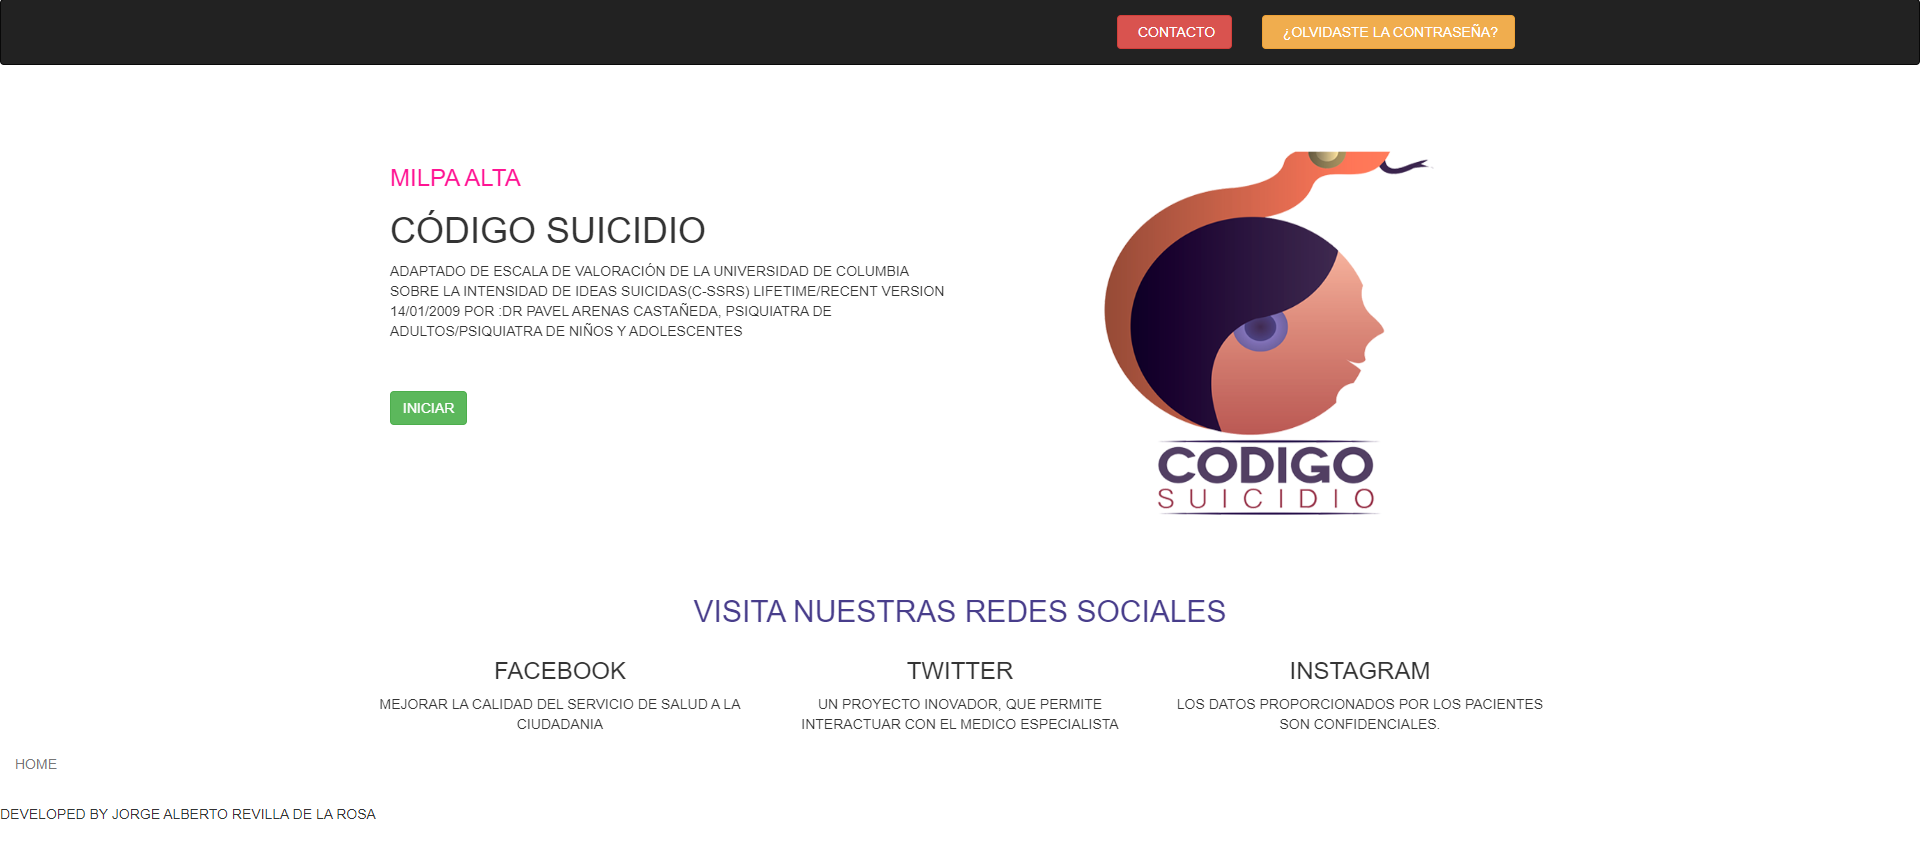 CONTACTO
¿OLVIDASTE LA CONTRASEÑA?
MILPA ALTA
CÓDIGO SUICIDIO
ADAPTADO DE ESCALA DE VALORACIÓN DE LA UNIVERSIDAD DE COLUMBIA
SOBRE LA INTENSIDAD DE IDEAS SUICIDAS(C-SSRS) LIFETIME/RECENT VERSION
14/01/2009 POR :DR PAVEL ARENAS CASTAÑEDA, PSIQUIATRA DE
ADULTOS/PSIQUIATRA DE NIÑOS Y ADOLESCENTES
INICIAR
CODIGO
SUICIDIO
VISITA NUESTRAS REDES SOCIALES
FACEBOOK
MEJORAR LA CALIDAD DEL SERVICIO DE SALUD A LA
CIUDADANIA
TWITTER
UN PROYECTO INOVADOR, QUE PERMITE
INTERACTUAR CON EL MEDICO ESPECIALISTA
INSTAGRAM
LOS DATOS PROPORCIONADOS POR LOS PACIENTES
SON CONFIDENCIALES.
HOME
DEVELOPED BY JORGE ALBERTO REVILLA DE LA ROSA